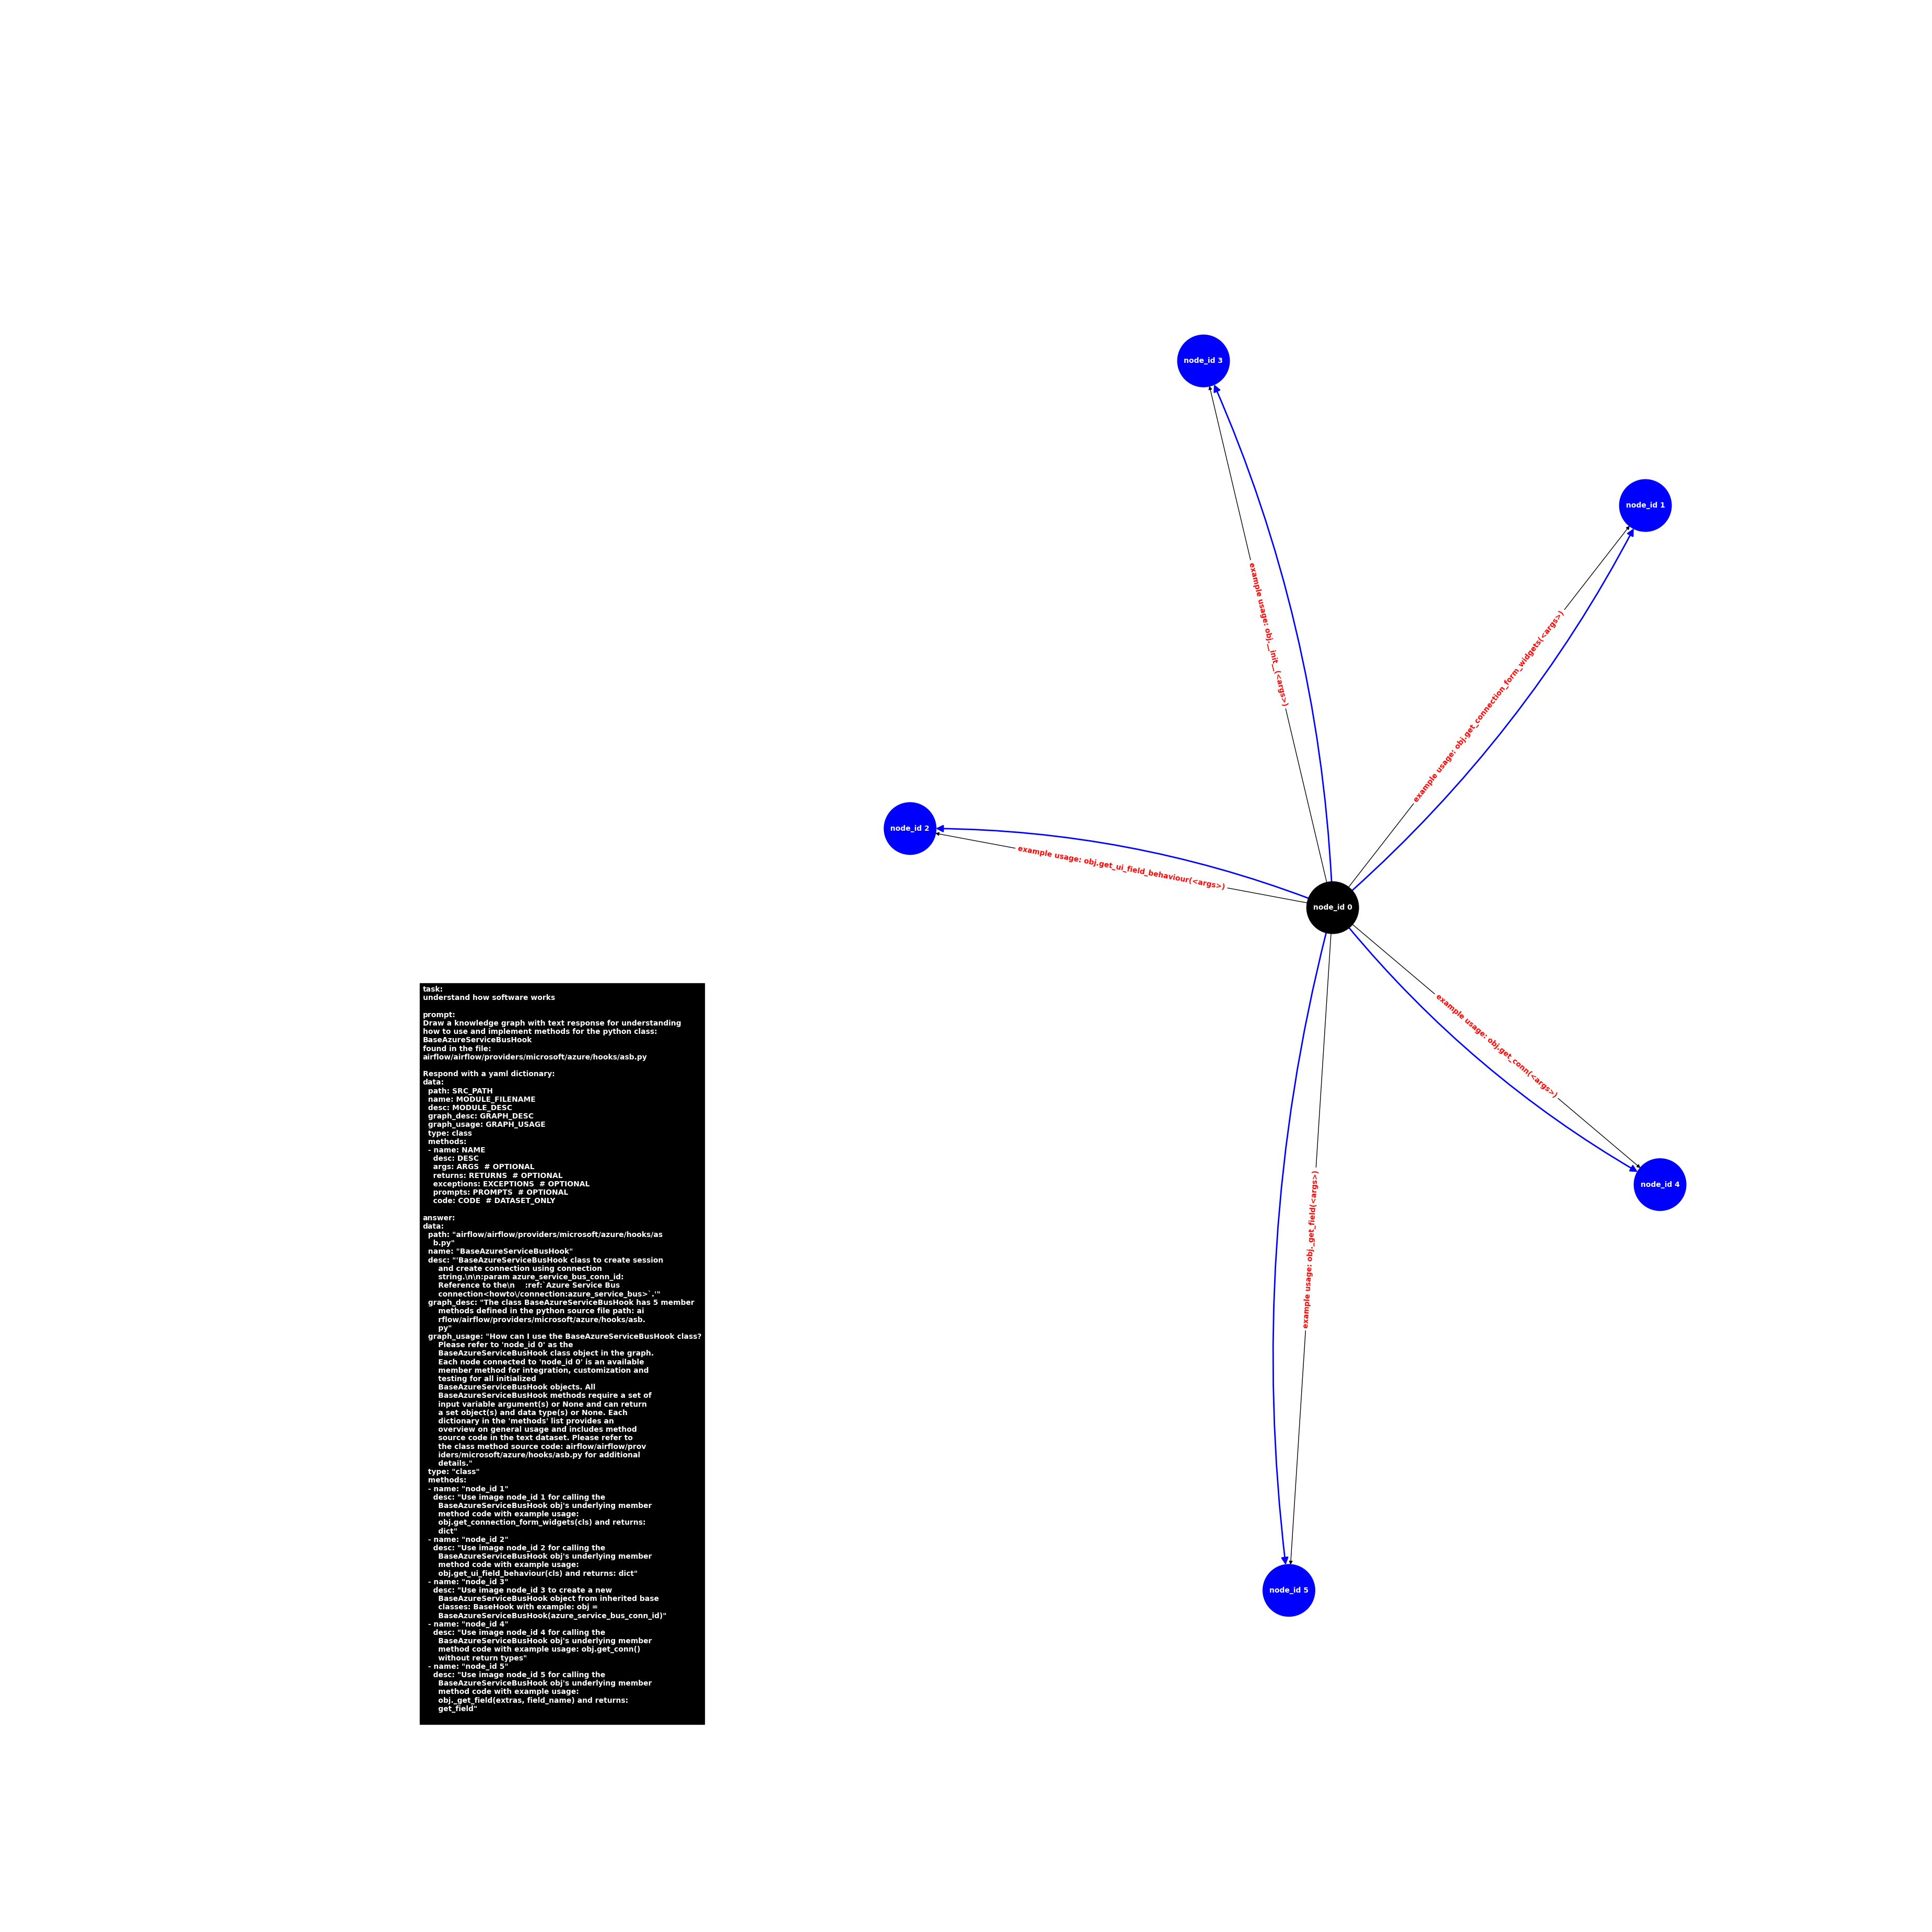 node_id 3
node_id 1
example usage: obj.__init__(<args>)
example usage: obj.get_connection_form_widgets(<args>)
node_id 2
example usage: obj.get_ui_field_behaviour(<args>)
node_id 0
task:
understand how software works

prompt:
Draw a knowledge graph with text response for understanding
how to use and implement methods for the python class:
BaseAzureServiceBusHook
found in the file:
airflow/airflow/providers/microsoft/azure/hooks/asb.py

Respond with a yaml dictionary:
data:
  path: SRC_PATH
  name: MODULE_FILENAME
  desc: MODULE_DESC
  graph_desc: GRAPH_DESC
  graph_usage: GRAPH_USAGE
  type: class
  methods:
  - name: NAME
    desc: DESC
    args: ARGS  # OPTIONAL
    returns: RETURNS  # OPTIONAL
    exceptions: EXCEPTIONS  # OPTIONAL
    prompts: PROMPTS  # OPTIONAL
    code: CODE  # DATASET_ONLY

answer:
data:
  path: "airflow/airflow/providers/microsoft/azure/hooks/as
    b.py"
  name: "BaseAzureServiceBusHook"
  desc: "'BaseAzureServiceBusHook class to create session
      and create connection using connection
      string.\n\n:param azure_service_bus_conn_id:
      Reference to the\n    :ref:`Azure Service Bus
      connection<howto\/connection:azure_service_bus>`.'"
  graph_desc: "The class BaseAzureServiceBusHook has 5 member
      methods defined in the python source file path: ai
      rflow/airflow/providers/microsoft/azure/hooks/asb.
      py"
  graph_usage: "How can I use the BaseAzureServiceBusHook class?
      Please refer to 'node_id 0' as the
      BaseAzureServiceBusHook class object in the graph.
      Each node connected to 'node_id 0' is an available
      member method for integration, customization and
      testing for all initialized
      BaseAzureServiceBusHook objects. All
      BaseAzureServiceBusHook methods require a set of
      input variable argument(s) or None and can return
      a set object(s) and data type(s) or None. Each
      dictionary in the 'methods' list provides an
      overview on general usage and includes method
      source code in the text dataset. Please refer to
      the class method source code: airflow/airflow/prov
      iders/microsoft/azure/hooks/asb.py for additional
      details."
  type: "class"
  methods:
  - name: "node_id 1"
    desc: "Use image node_id 1 for calling the
      BaseAzureServiceBusHook obj's underlying member
      method code with example usage:
      obj.get_connection_form_widgets(cls) and returns:
      dict"
  - name: "node_id 2"
    desc: "Use image node_id 2 for calling the
      BaseAzureServiceBusHook obj's underlying member
      method code with example usage:
      obj.get_ui_field_behaviour(cls) and returns: dict"
  - name: "node_id 3"
    desc: "Use image node_id 3 to create a new
      BaseAzureServiceBusHook object from inherited base
      classes: BaseHook with example: obj =
      BaseAzureServiceBusHook(azure_service_bus_conn_id)"
  - name: "node_id 4"
    desc: "Use image node_id 4 for calling the
      BaseAzureServiceBusHook obj's underlying member
      method code with example usage: obj.get_conn()
      without return types"
  - name: "node_id 5"
    desc: "Use image node_id 5 for calling the
      BaseAzureServiceBusHook obj's underlying member
      method code with example usage:
      obj._get_field(extras, field_name) and returns:
      get_field"
example usage: obj.get_conn(<args>)
node_id 4
example usage: obj._get_field(<args>)
node_id 5